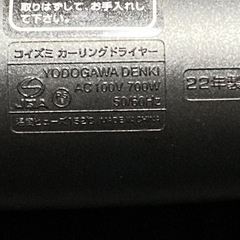 取りはずして、お手入れし
て下さい
コイズミ カーリングドライヤー
YODOGAWA DENKI
AC 100V 700W
50/60Hz
22年
MADE IN CHINA